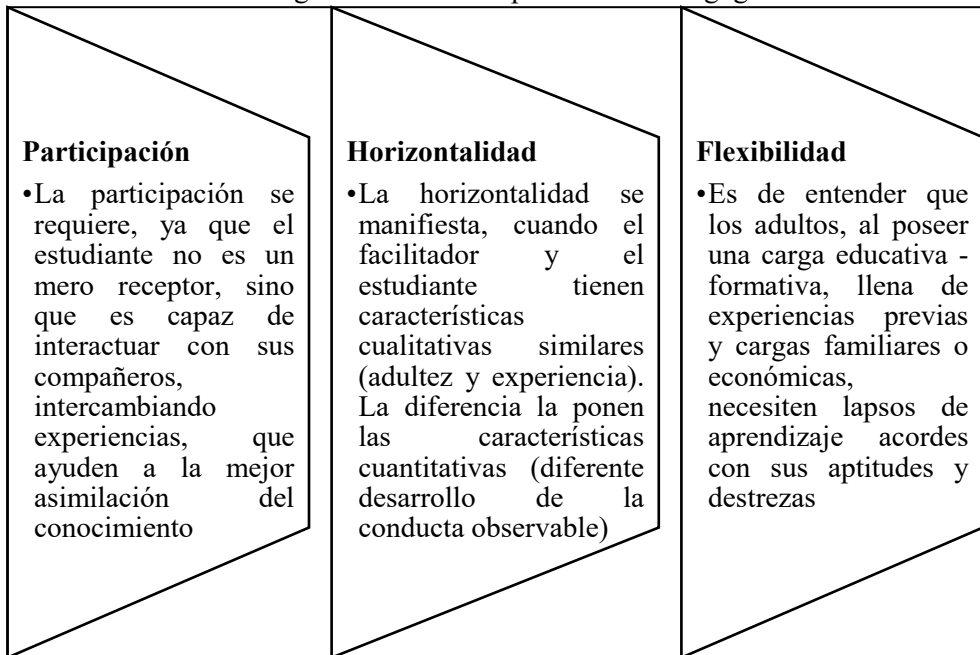 Participación
•La participación se
requiere, ya que el
estudiante no es un
mero receptor, sino
que es capaz de
interactuar con sus
compañeros,
intercambiando
experiencias, que
ayuden a la mejor
asimilación del
conocimiento
Horizontalidad
•La horizontalidad se
manifiesta, cuando el
facilitador y el
estudiante tienen
características
cualitativas similares
(adultez y experiencia).
La diferencia la ponen
las características
cuantitativas (diferente
desarrollo de la
conducta observable)
Flexibilidad
•Es de entender que
los adultos, al poseer
una carga educativa -
formativa, llena de
experiencias previas
y cargas familiares o
económicas,
necesiten lapsos de
aprendizaje acordes
con sus aptitudes y
destrezas